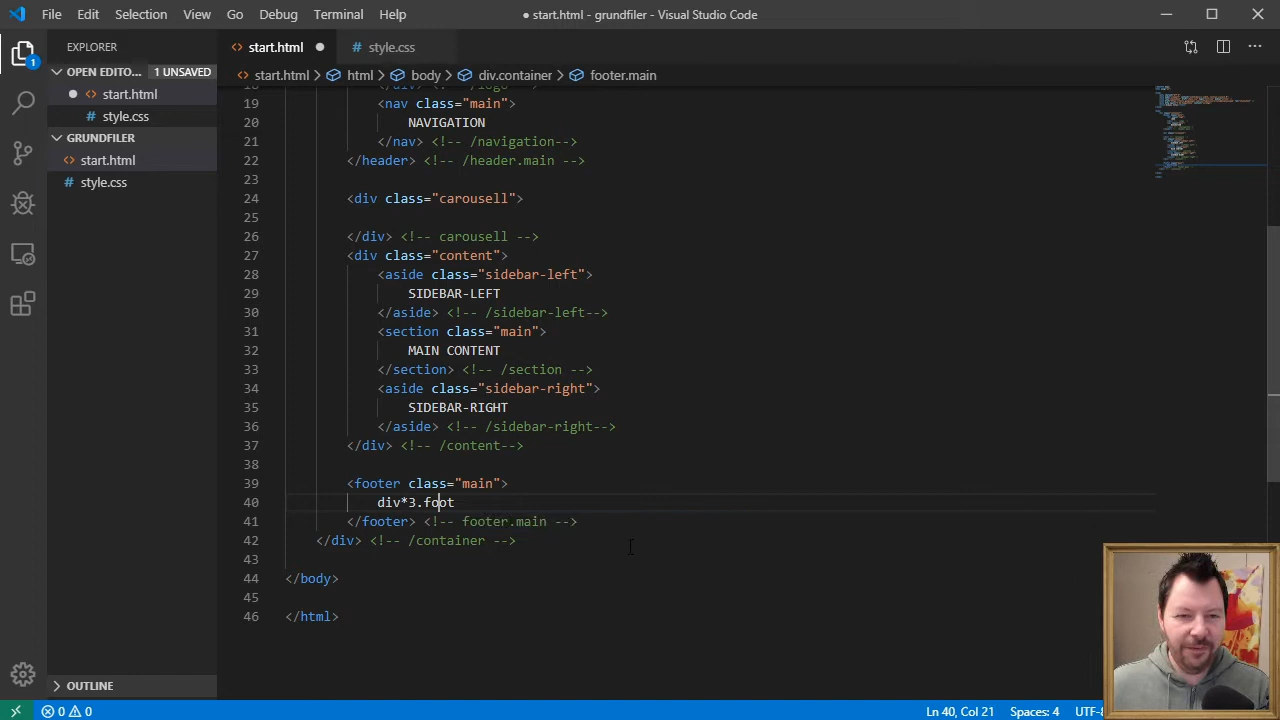 File Edit Selection View Go Debug Terminal Help
● start.html - grundfiler - Visual Studio Code
EXPLORER
OPEN EDITO... 1 UNSAVED
start.html
style.css
GRUNDFILER
start.html
style.css
OUTLINE
1
start.html
style.css
start.html > html > body > div.container > footer.main
19 <nav class="main">
20 NAVIGATION
21 </nav> <!-- /navigation-->
22 </header> <!-- /header.main -->
23
24 <div class="carousell">
25
26 </div> <!-- carousell -->
27 <div class="content">
28 <aside class="sidebar-left">
29 SIDEBAR-LEFT
30 </aside> <!-- /sidebar-left-->
31 <section class="main">
32 MAIN CONTENT
33 </section> <!-- /section -->
34 <aside class="sidebar-right">
35 SIDEBAR-RIGHT
36 </aside> <!-- /sidebar-right-->
37 </div> <!-- /content-->
38
39 <footer class="main">
40 div*3.foot
41 </footer> <!-- footer.main -->
42 </div> <!-- /container -->
43
44 </body>
45
46 </html>
0 0
Ln 40, Col 21 Spaces: 4